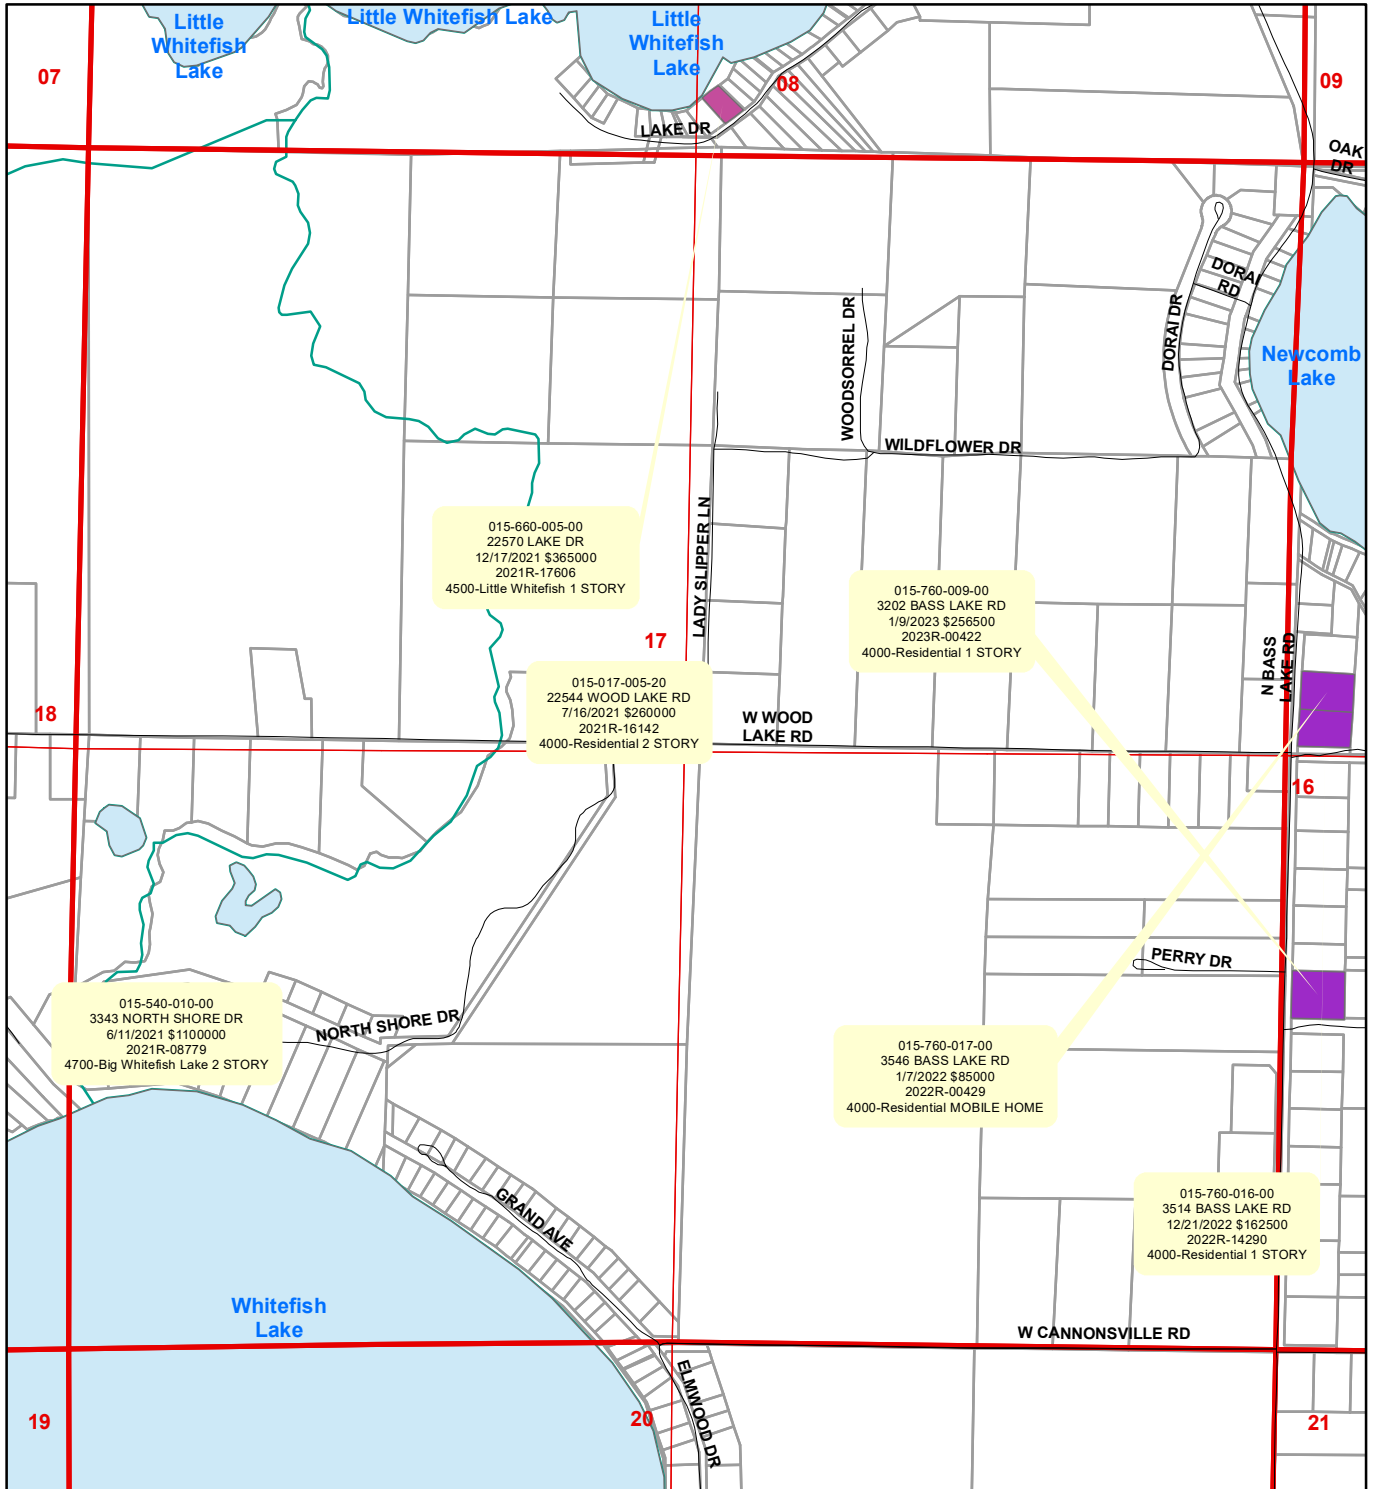 Little
Whitefish
Lake
Little Whitefish Lake
Little
Whitefish
Lake
07
08
09
LAKE DR
OAK
DR
DORAI
RD
DORAI DR
WOODSORREL DR
Newcomb
Lake
WILDFLOWER DR
LADY SLIPPER LN
015-660-005-00
22570 LAKE DR
12/17/2021 $365000
2021R-17606
4500-Little Whitefish 1 STORY
015-760-009-00
3202 BASS LAKE RD
1/9/2023 $256500
2023R-00422
4000-Residential 1 STORY
17
N BASS
LAKE RD
015-017-005-20
22544 WOOD LAKE RD
7/16/2021 $260000
2021R-16142
4000-Residential 2 STORY
18
W WOOD
LAKE RD
16
PERRY DR
015-540-010-00
3343 NORTH SHORE DR
6/11/2021 $1100000
2021R-08779
4700-Big Whitefish Lake 2 STORY
NORTH SHORE DR
015-760-017-00
3546 BASS LAKE RD
1/7/2022 $85000
2022R-00429
4000-Residential MOBILE HOME
GRAND AVE
015-760-016-00
3514 BASS LAKE RD
12/21/2022 $162500
2022R-14290
4000-Residential 1 STORY
Whitefish
Lake
W CANNONSVILLE RD
ELMWOOD DR
19
20
21